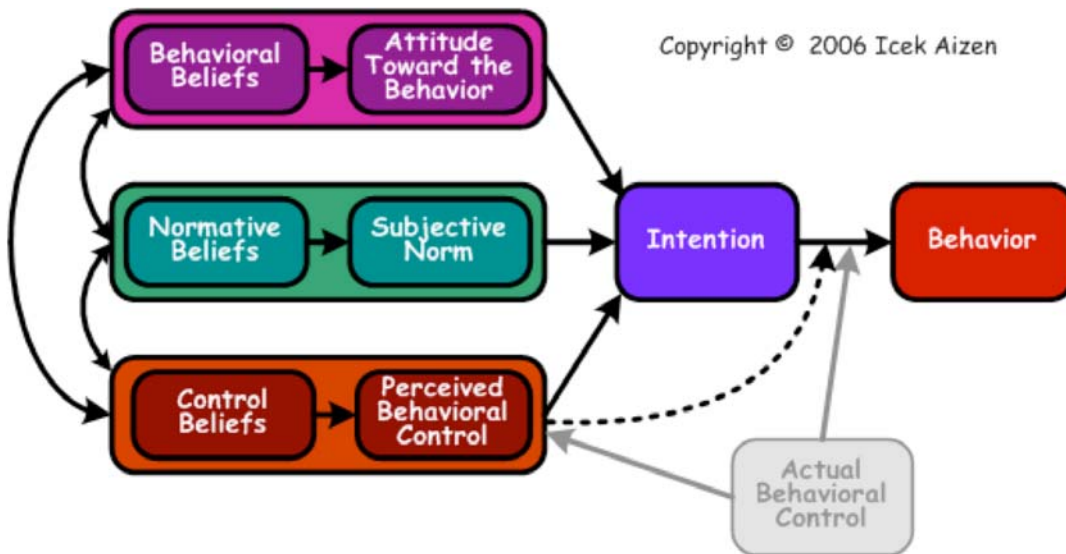 Behavioral
Beliefs
Attitude
Toward the
Behavior
Copyright © 2006 Icek Aizen
Normative
Beliefs
Subjective
Norm
Intention
Behavior
Control
Beliefs
Perceived
Behavioral
Control
Actual
Behavioral
Control